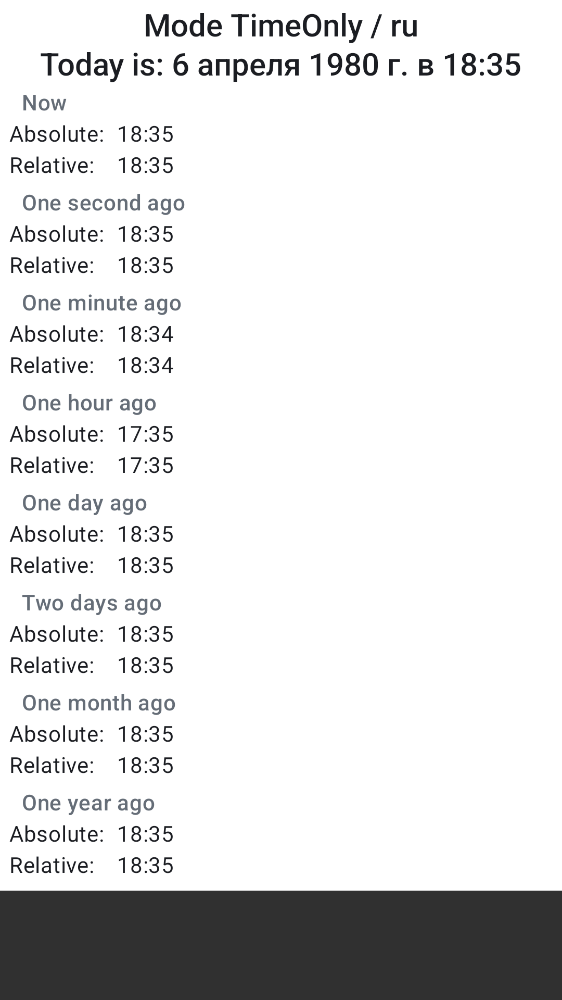 Mode TimeOnly / ru
Today is: 6 апреля 1980 г. в 18:35
Now
Absolute: 18:35
Relative: 18:35
One second ago
Absolute: 18:35
Relative: 18:35
One minute ago
Absolute: 18:34
Relative: 18:34
One hour ago
Absolute: 17:35
Relative: 17:35
One day ago
Absolute: 18:35
Relative: 18:35
Two days ago
Absolute: 18:35
Relative: 18:35
One month ago
Absolute: 18:35
Relative: 18:35
One year ago
Absolute: 18:35
Relative: 18:35